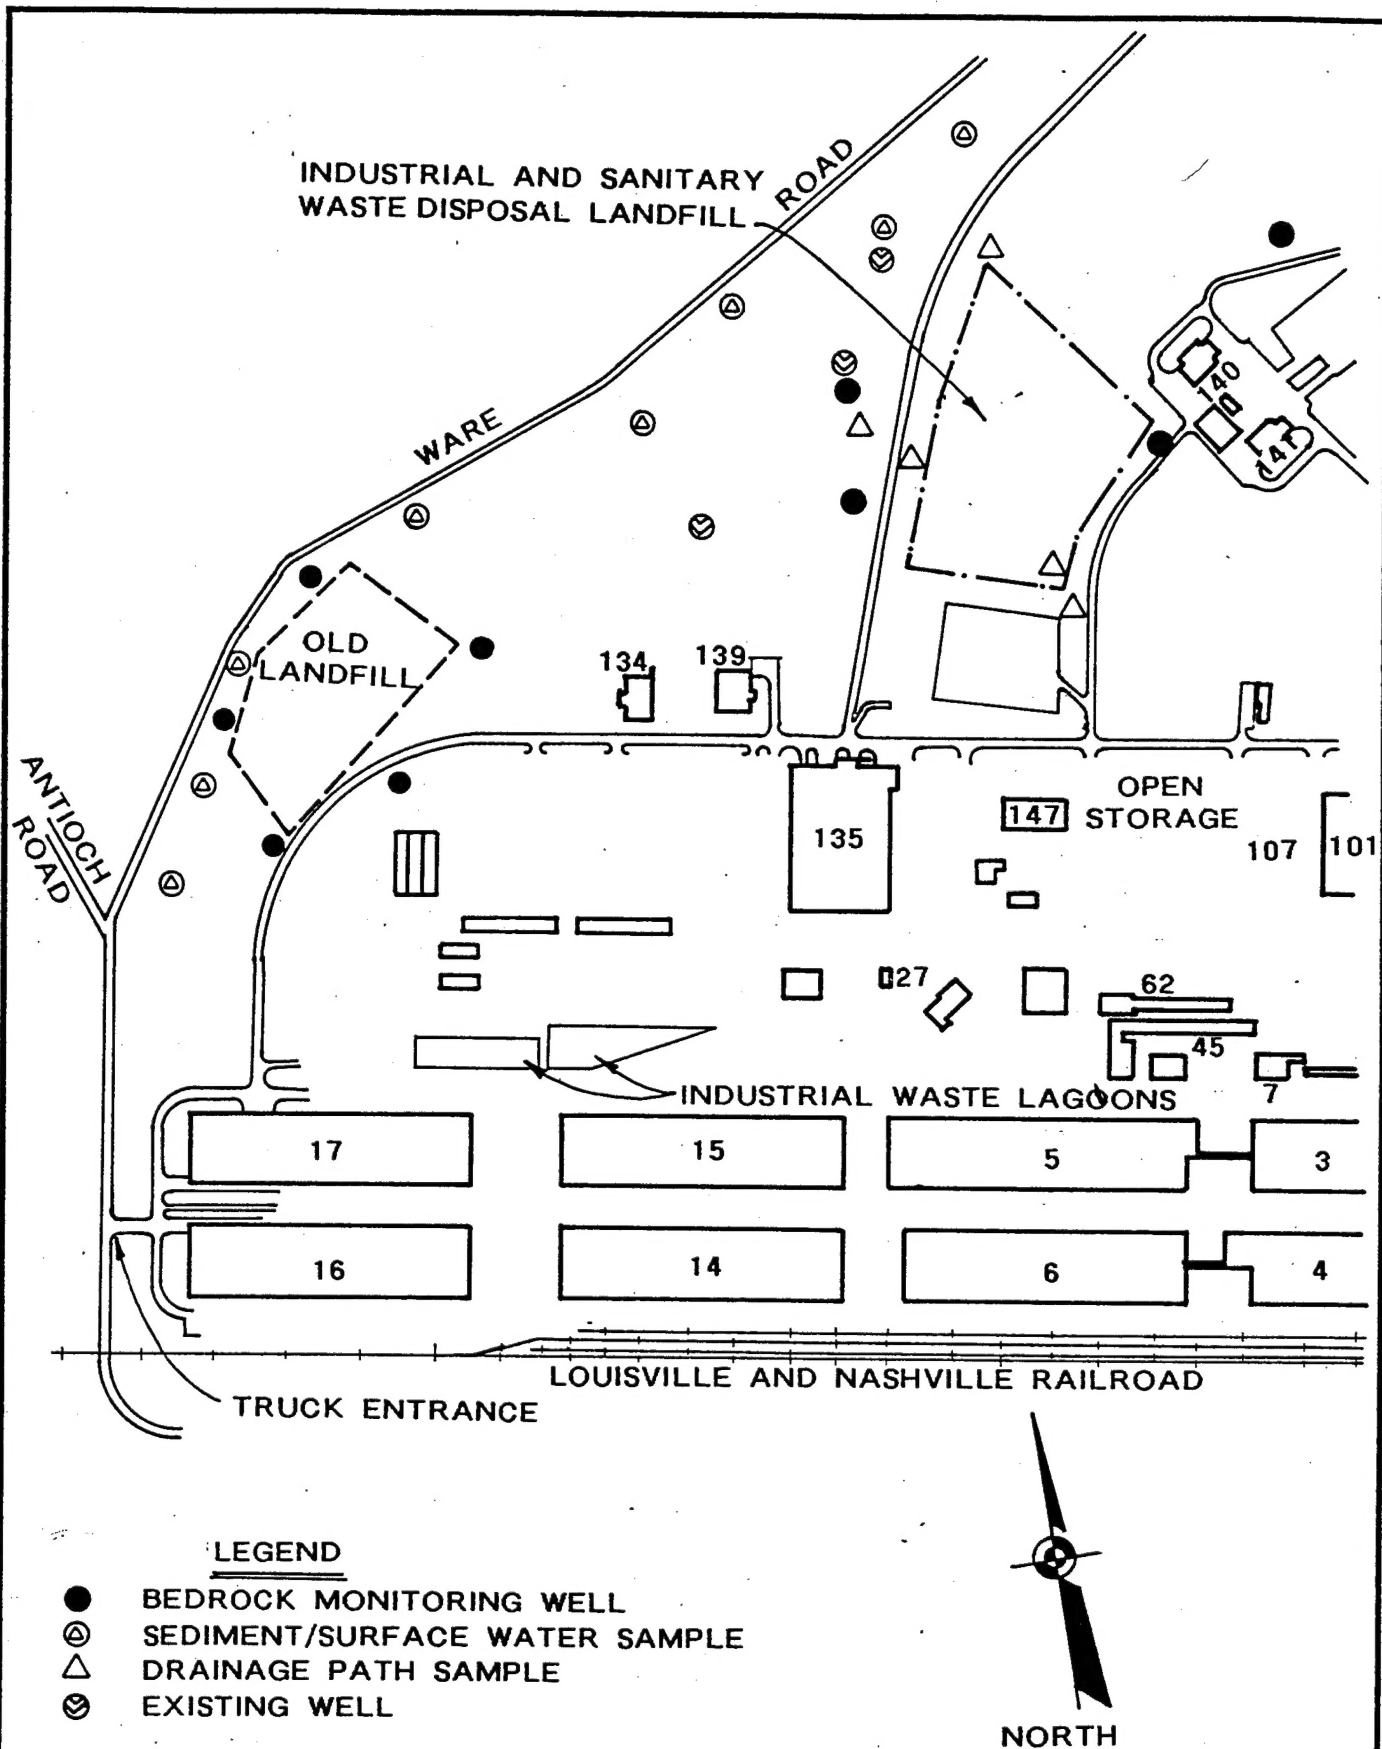 ROAD
INDUSTRIAL AND SANITARY
WASTE DISPOSAL LANDFILL
140
WARE
141
OLD
LANDFILL
134
139
ANTIOCH
ROAD
OPEN
STORAGE
147
135
107
101
27
62
45
INDUSTRIAL WASTE LAGOONS
7
17
15
5
3
16
14
6
4
LOUISVILLE AND NASHVILLE RAILROAD
TRUCK ENTRANCE
LEGEND
BEDROCK MONITORING WELL
SEDIMENT/SURFACE WATER SAMPLE
DRAINAGE PATH SAMPLE
EXISTING WELL
NORTH